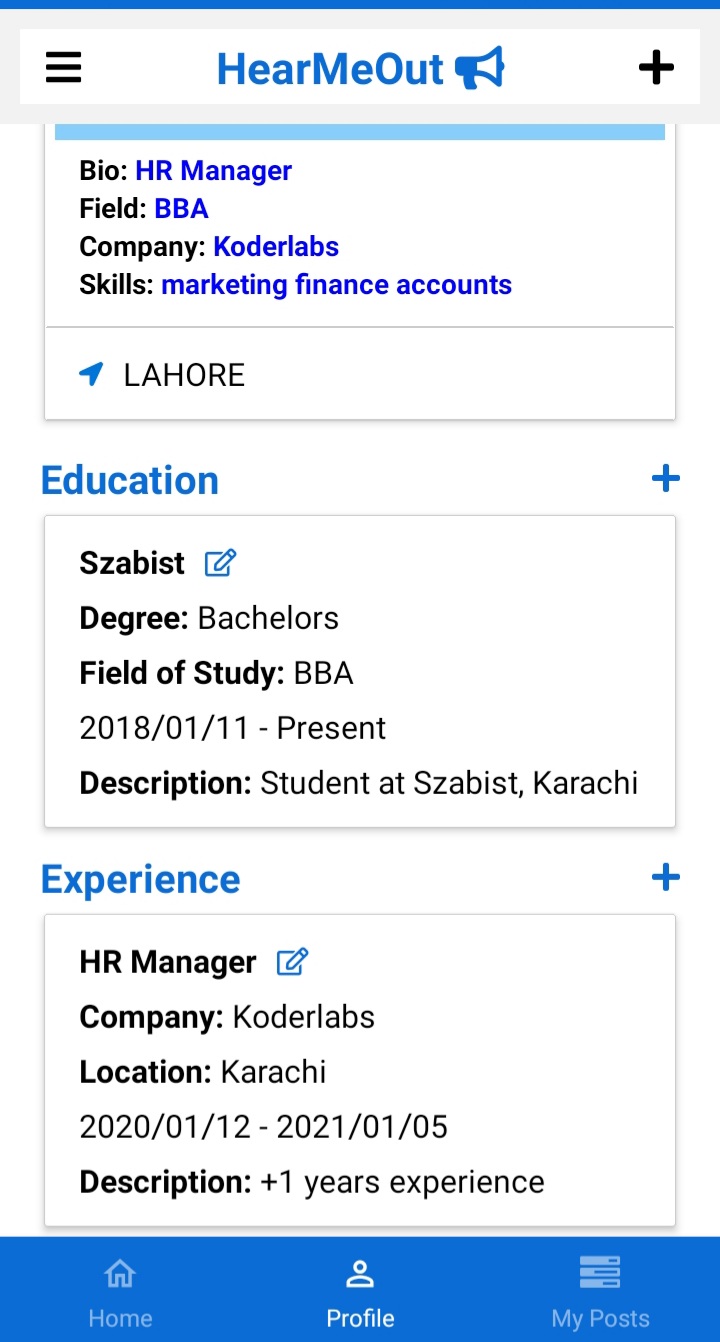 HearMeOut
Bio: HR Manager
Field: BBA
Company: Koderlabs
Skills: marketing finance accounts
LAHORE
Education
Szabist
Degree: Bachelors
Field of Study: BBA
2018/01/11 - Present
Description: Student at Szabist, Karachi
Experience
HR Manager
Company: Koderlabs
Location: Karachi
2020/01/12 - 2021/01/05
Description: +1 years experience
Home Profile My Posts